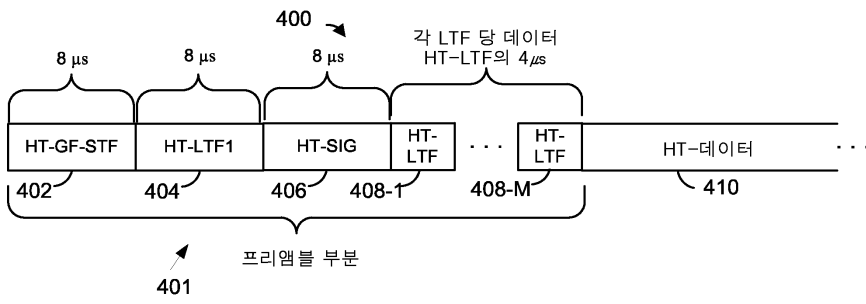 400
각 LTF 당 데이터
HT-LTF의 4μs
8 μs 8 μs 8 μs
HT-GF-STF HT-LTF1 HT-SIG HT-LTF · · · HT-LTF HT-데이터 · · ·
402 404 406 408-1 408-M 410
프리앰블 부분
401